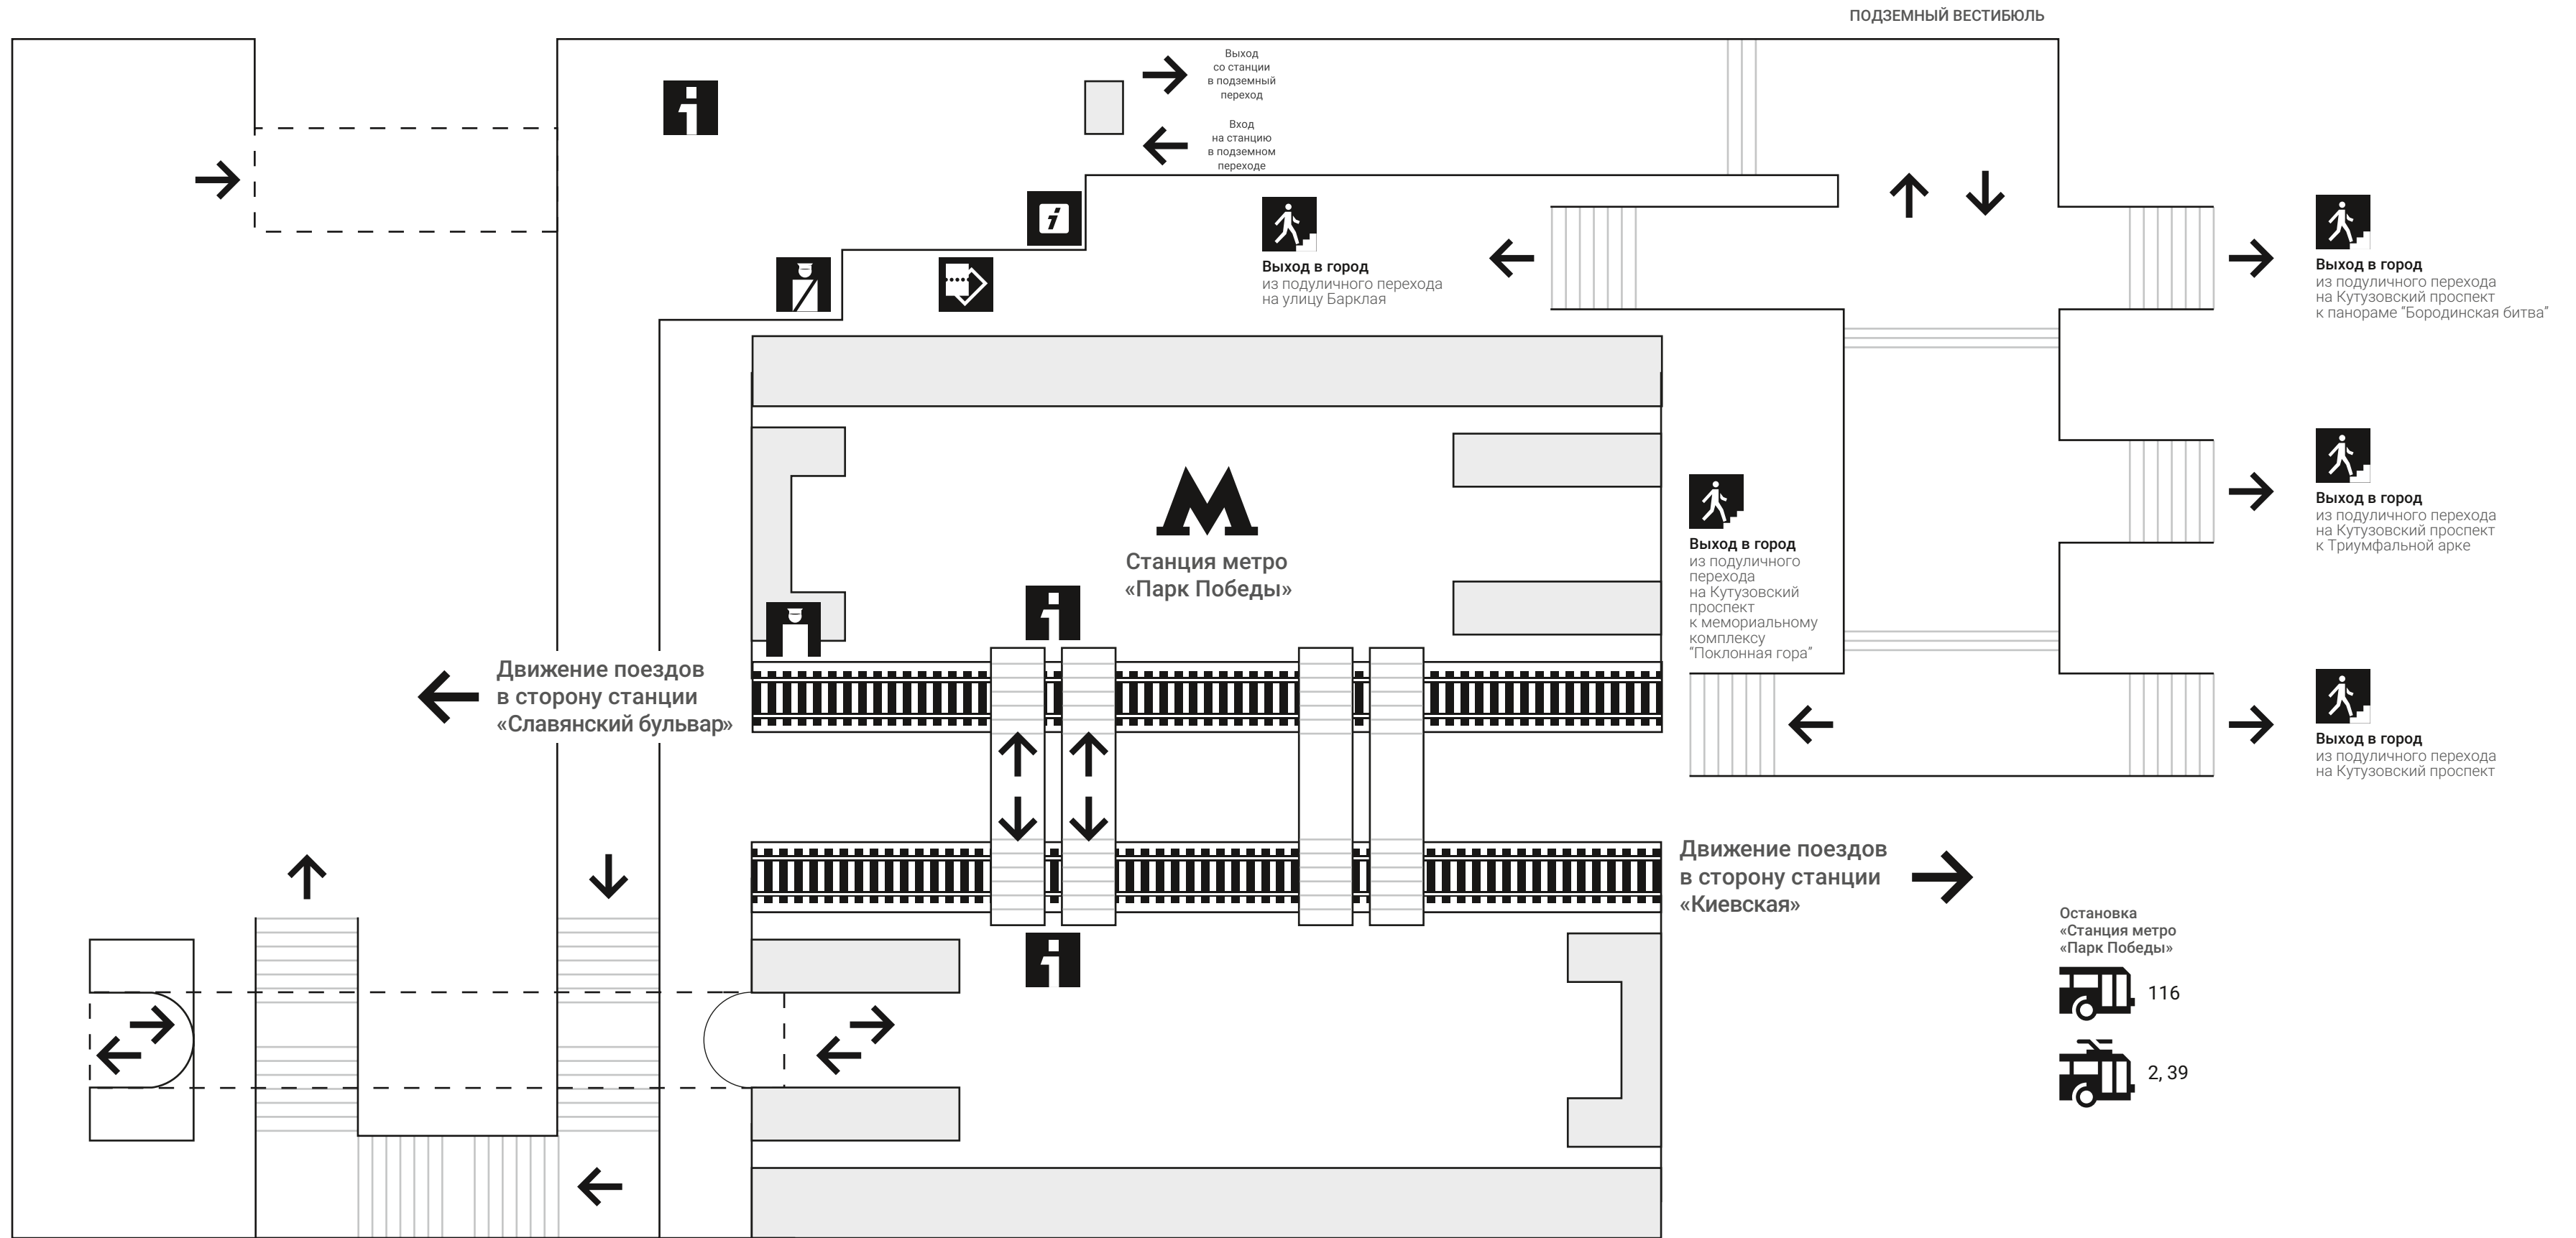 ПОДЗЕМНЫЙ ВЕСТИБЮЛЬ
Выход
со станции
в подземный
переход
Вход
на станцию
в подземном
переходе
Выход в город
из подуличного перехода
на улицу Барклая
Выход в город
из подуличного перехода
на Кутузовский проспект
к панораме “Бородинская битва”
Выход в город
из подуличного перехода
на Кутузовский проспект
к Триумфальной арке
Станция метро
«Парк Победы»
Выход в город
из подуличного
перехода
на Кутузовский
проспект
к мемориальному
комплексу
“Поклонная гора”
Движение поездов
в сторону станции
«Славянский бульвар»
Выход в город
из подуличного перехода
на Кутузовский проспект
Движение поездов
в сторону станции
«Киевская»
Остановка
«Станция метро
«Парк Победы»
116
2, 39